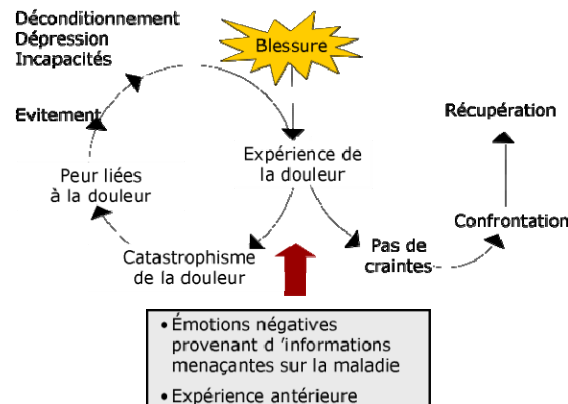 Déconditionnement
Dépression
Incapacités
Blessure
Evitement
Récupération
Expérience de
la douleur
Peur liées
à la douleur
Confrontation
Pas de
craintes
Catastrophisme
de la douleur
• Émotions négatives
provenant d 'informations
menaçantes sur la maladie
• Expérience antérieure